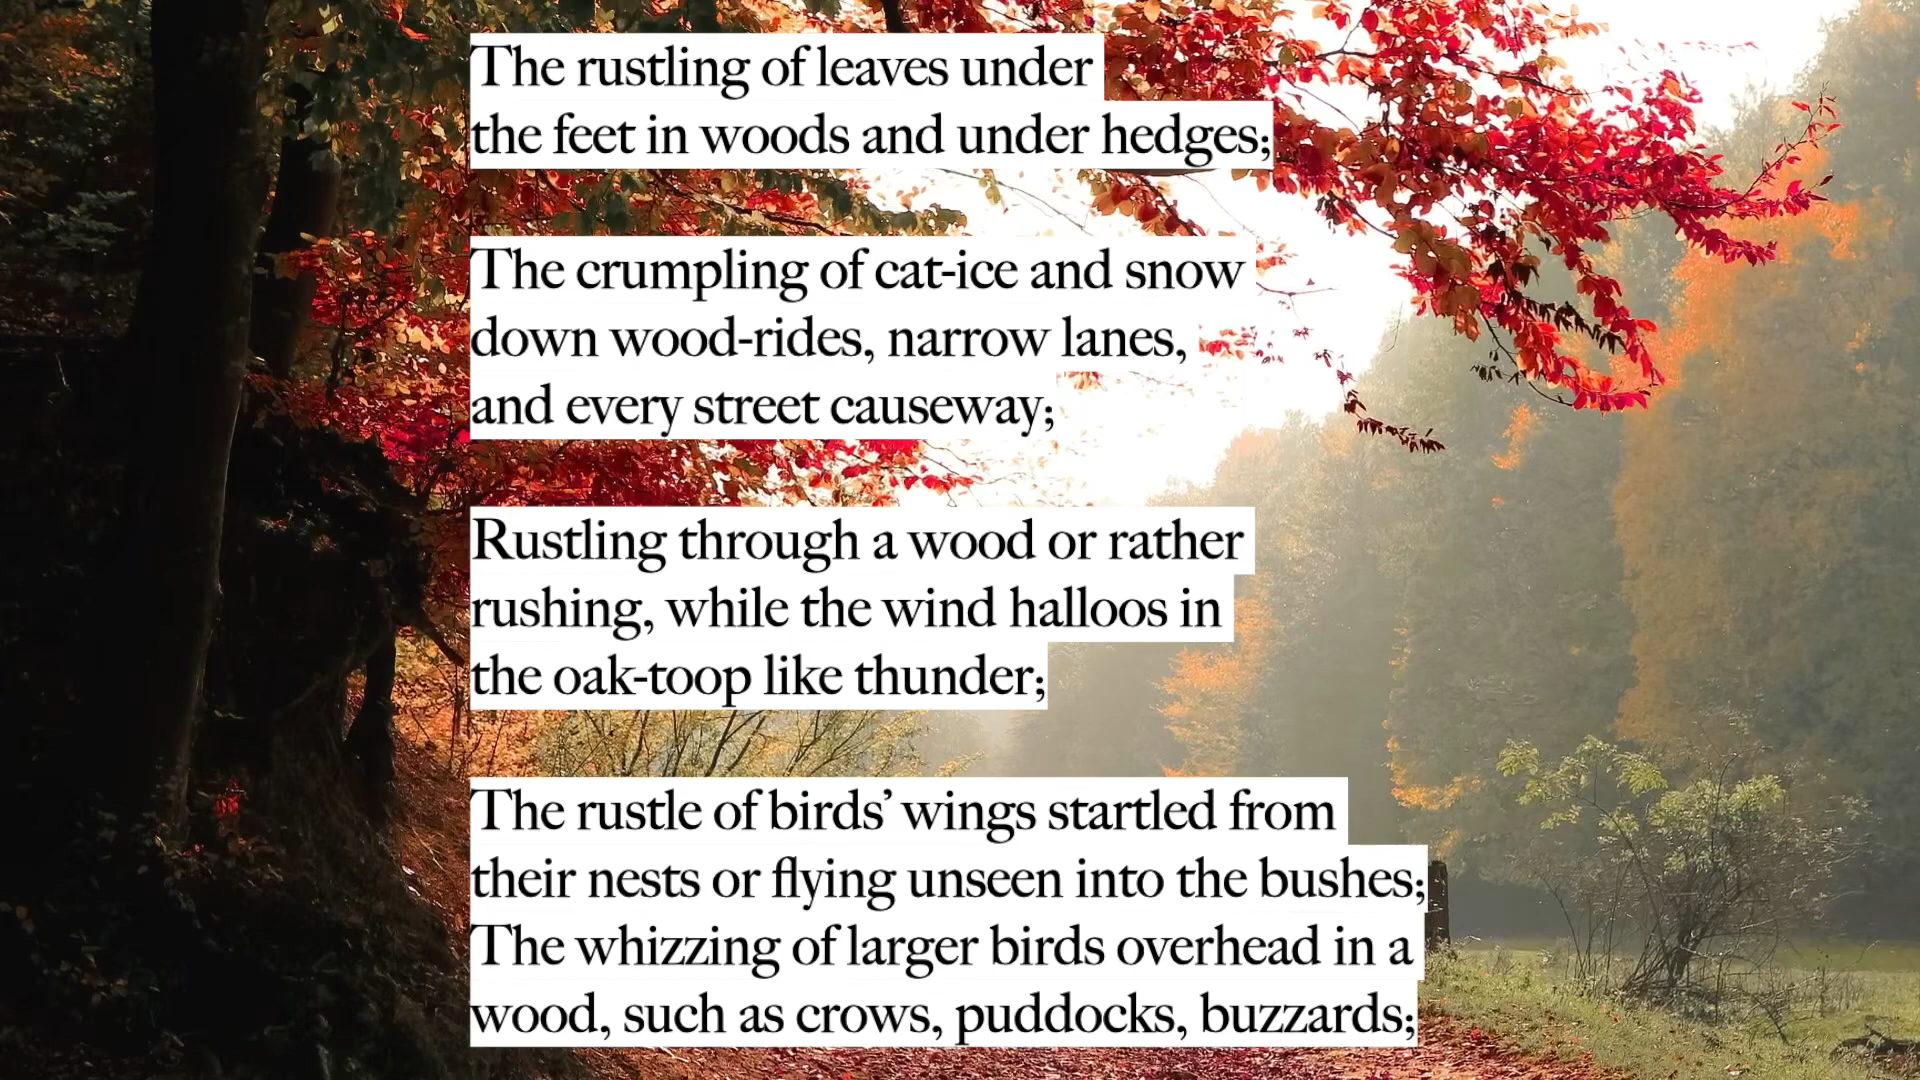 The rustling of leaves under
the feet in woods and under hedges;
The crumpling of cat-ice and snow
down wood-rides, narrow lanes,
and every street causeway;
Rustling through a wood or rather
rushing, while the wind halloos in
the oak-toop like thunder;
The rustle of birds’ wings startled from
their nests or flying unseen into the bushes;
The whizzing of larger birds overhead in a
wood, such as crows, puddocks, buzzards;